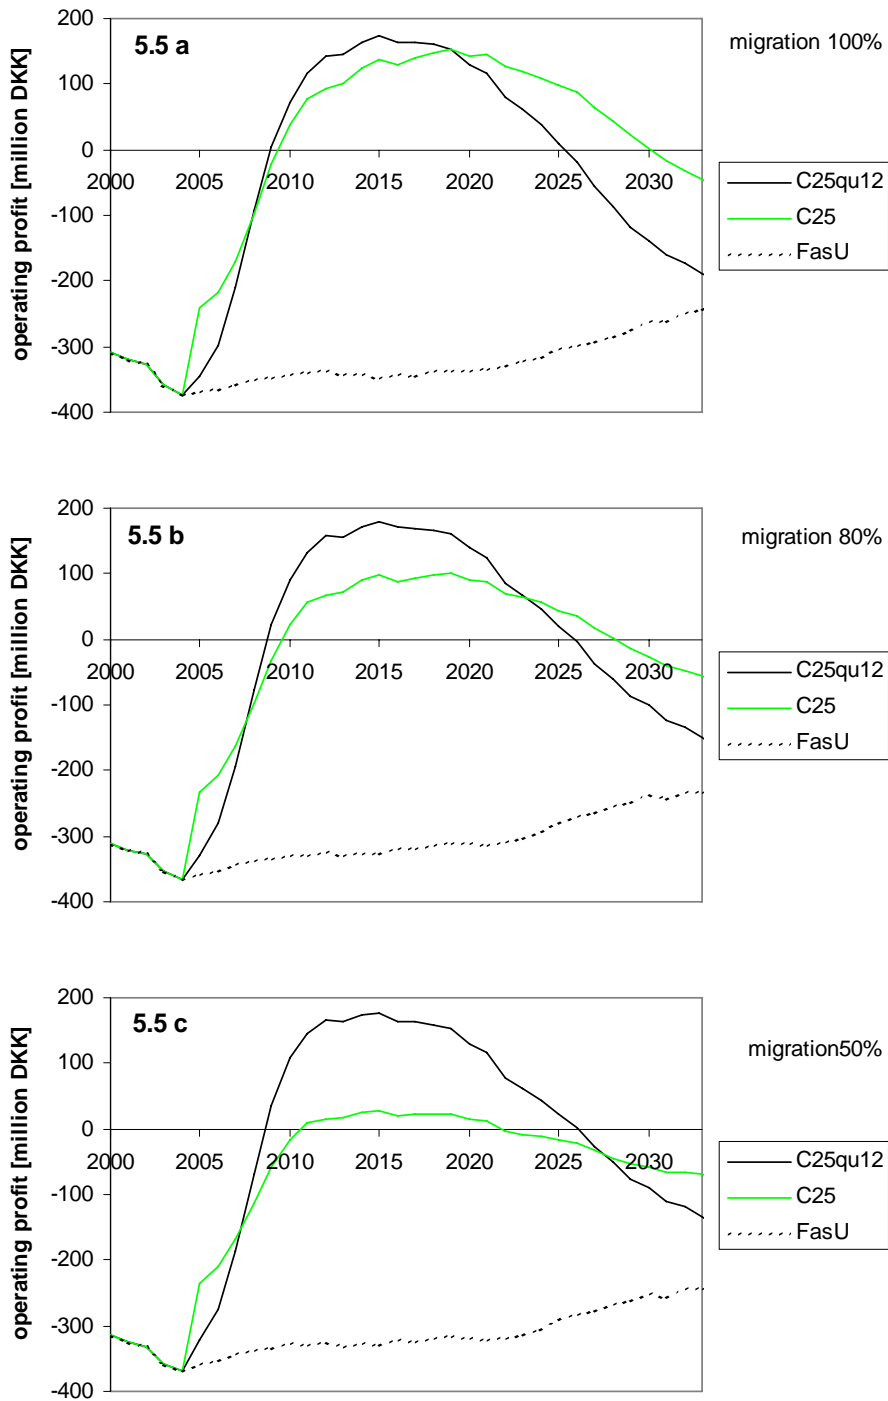 5.5 a
migration 100%
operating profit [million DKK]
200
100
0
-100
-200
-300
-400
2000 2005 2010 2015 2020 2025 2030
C25qu12
C25
FasU
5.5 b
migration 80%
operating profit [million DKK]
200
100
0
-100
-200
-300
-400
2000 2005 2010 2015 2020 2025 2030
C25qu12
C25
FasU
5.5 c
migration50%
operating profit [million DKK]
200
100
0
-100
-200
-300
-400
2000 2005 2010 2015 2020 2025 2030
C25qu12
C25
FasU